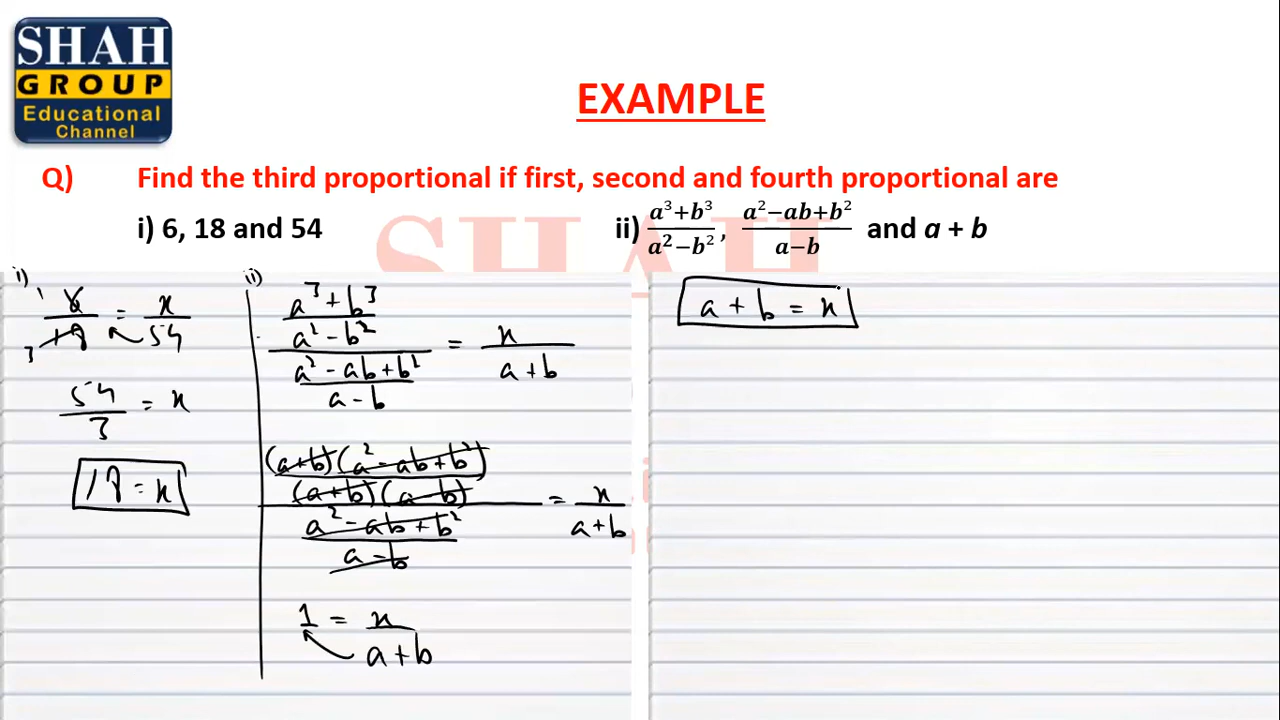 SHAH
GROUP
Educational
Channel
EXAMPLE
Q) Find the third proportional if first, second and fourth proportional are
i) 6, 18 and 54 ii) (a³+b³)/(a²−b²), (a²−ab+b²)/(a−b) and a + b
i)
6/18 = x/54
1
3
54/3 = x
18 = x
ii)
((a³ + b³)/(a² - b²))/((a² - ab + b²)/(a - b)) = x/(a + b)
((a+b)(a² - ab + b²)/(a+b)(a-b))/((a² - ab + b²)/(a - b)) = x/(a+b)
1 = x/(a+b)
a + b = x